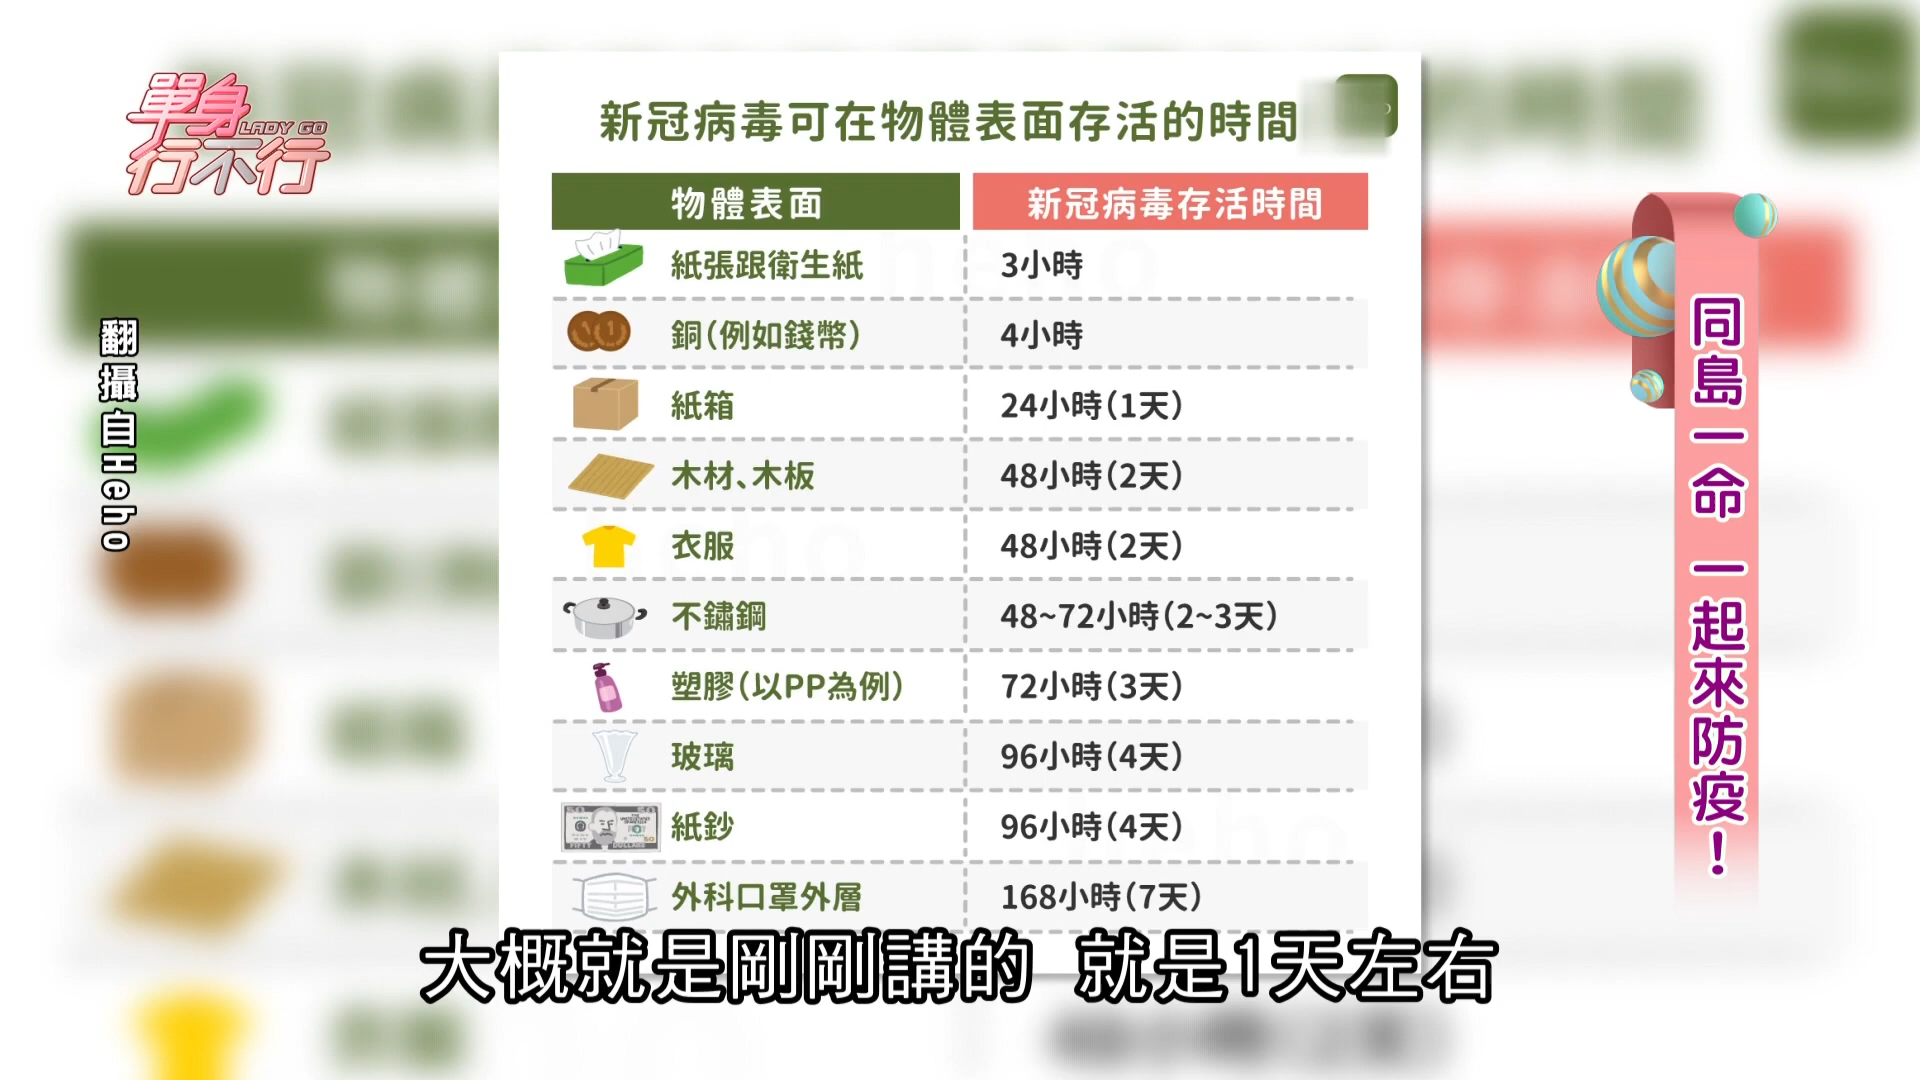 單身
LADY GO
行不行
翻攝自Heho
新冠病毒可在物體表面存活的時間
物體表面 新冠病毒存活時間
紙張跟衛生紙 3小時
銅(例如錢幣) 4小時
紙箱 24小時(1天)
木材、木板 48小時(2天)
衣服 48小時(2天)
不鏽鋼 48~72小時(2~3天)
塑膠(以PP為例) 72小時(3天)
玻璃 96小時(4天)
紙鈔 96小時(4天)
外科口罩外層 168小時(7天)
同島一命 一起來防疫!
大概就是剛剛講的 就是1天左右